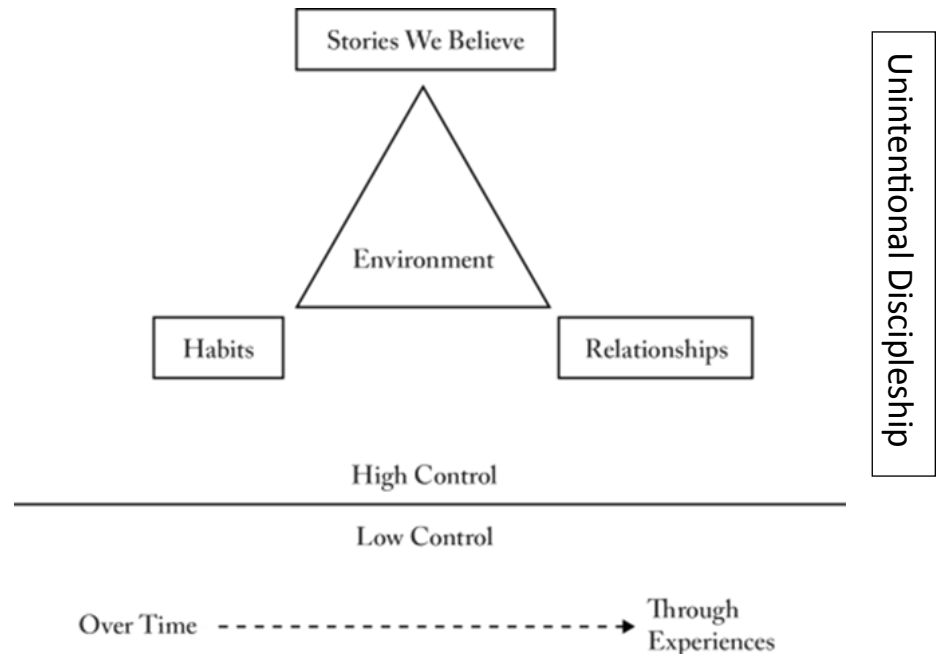 Stories We Believe
Environment
Habits
Relationships
High Control
Low Control
Over Time
Through
Experiences
Unintentional Discipleship